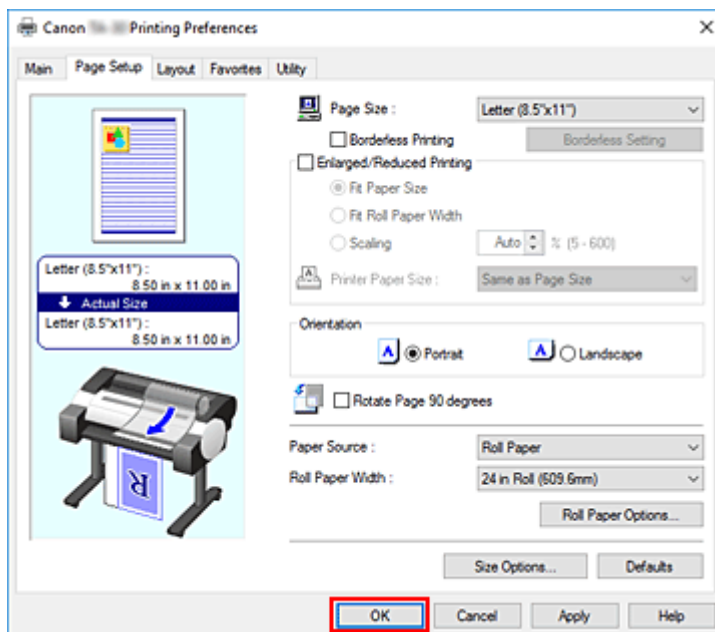 Canon Printing Preferences
Main Page Setup Layout Favorites Utility
Page Size : Letter (8.5"x11")
Borderless Printing Borderless Setting
Enlarged/Reduced Printing
Fit Paper Size
Fit Roll Paper Width
Scaling Auto % (5 - 600)
Printer Paper Size : Same as Page Size
Letter (8.5"x11") :
8.50 in x 11.00 in
Actual Size
Letter (8.5"x11") :
8.50 in x 11.00 in
Orientation
A Portrait A Landscape
Rotate Page 90 degrees
R
Paper Source : Roll Paper
Roll Paper Width : 24 in Roll (609.6mm)
Roll Paper Options...
Size Options... Defaults
OK Cancel Apply Help